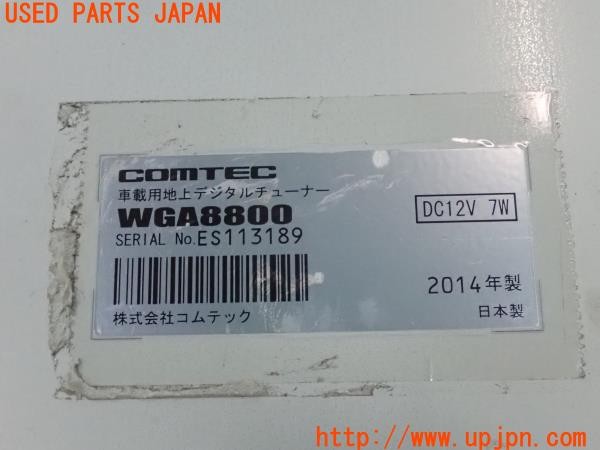 USED PARTS JAPAN
COMTEC
車載用地上デジタルチューナー
WGA8800
DC12V 7W
SERIAL No.ES113189
2014年製
株式会社コムテック
日本製
http://www.upjpn.com/